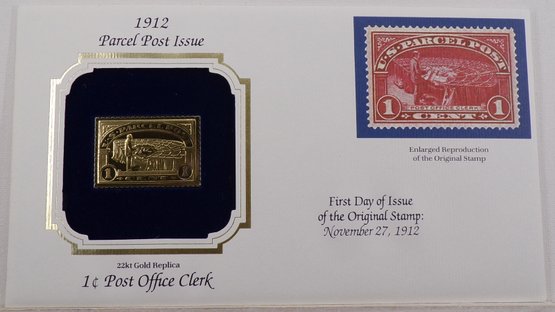 1912
Parcel Post Issue
U.S. PARCEL POST
1
POST OFFICE CLERK
1
CENT
Enlarged Reproduction
of the Original Stamp
First Day of Issue
of the Original Stamp:
November 27, 1912
22kt Gold Replica
1¢ Post Office Clerk